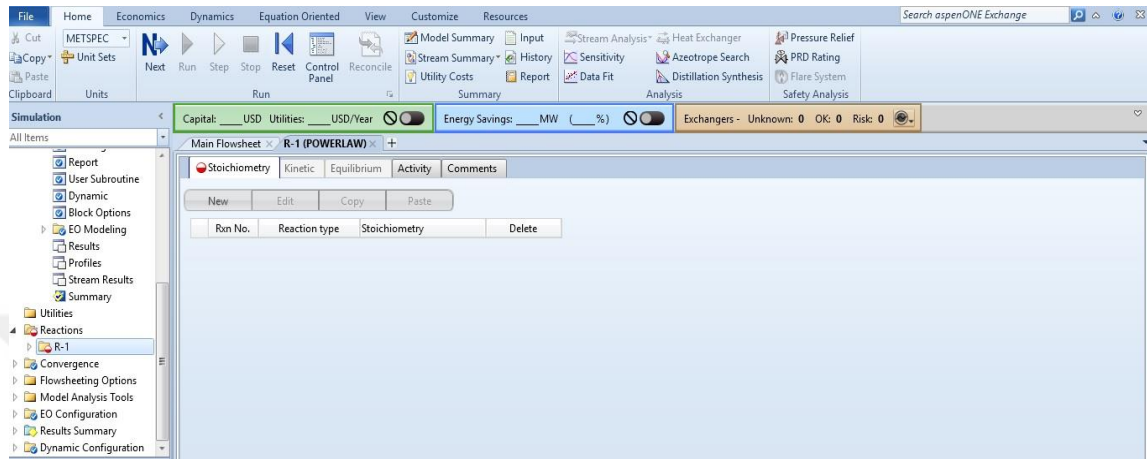 File Home Economics Dynamics Equation Oriented View Customize Resources Search aspenONE Exchange
Cut METSPEC Model Summary Input Stream Analysis Heat Exchanger Pressure Relief
Copy Unit Sets Stream Summary History Sensitivity Azeotrope Search PRD Rating
Paste Next Run Step Stop Reset Control Panel Reconcile Utility Costs Report Data Fit Distillation Synthesis Flare System
Clipboard Units Run Summary Analysis Safety Analysis
Simulation Capital: ____USD Utilities: ____USD/Year Energy Savings: ____MW (____%) Exchangers - Unknown: 0 OK: 0 Risk: 0
All Items Main Flowsheet R-1 (POWERLAW) +
Report Stoichiometry Kinetic Equilibrium Activity Comments
User Subroutine
Dynamic New Edit Copy Paste
Block Options
EO Modeling Rxn No. Reaction type Stoichiometry Delete
Results
Profiles
Stream Results
Summary
Utilities
Reactions
R-1
Convergence
Flowsheeting Options
Model Analysis Tools
EO Configuration
Results Summary
Dynamic Configuration